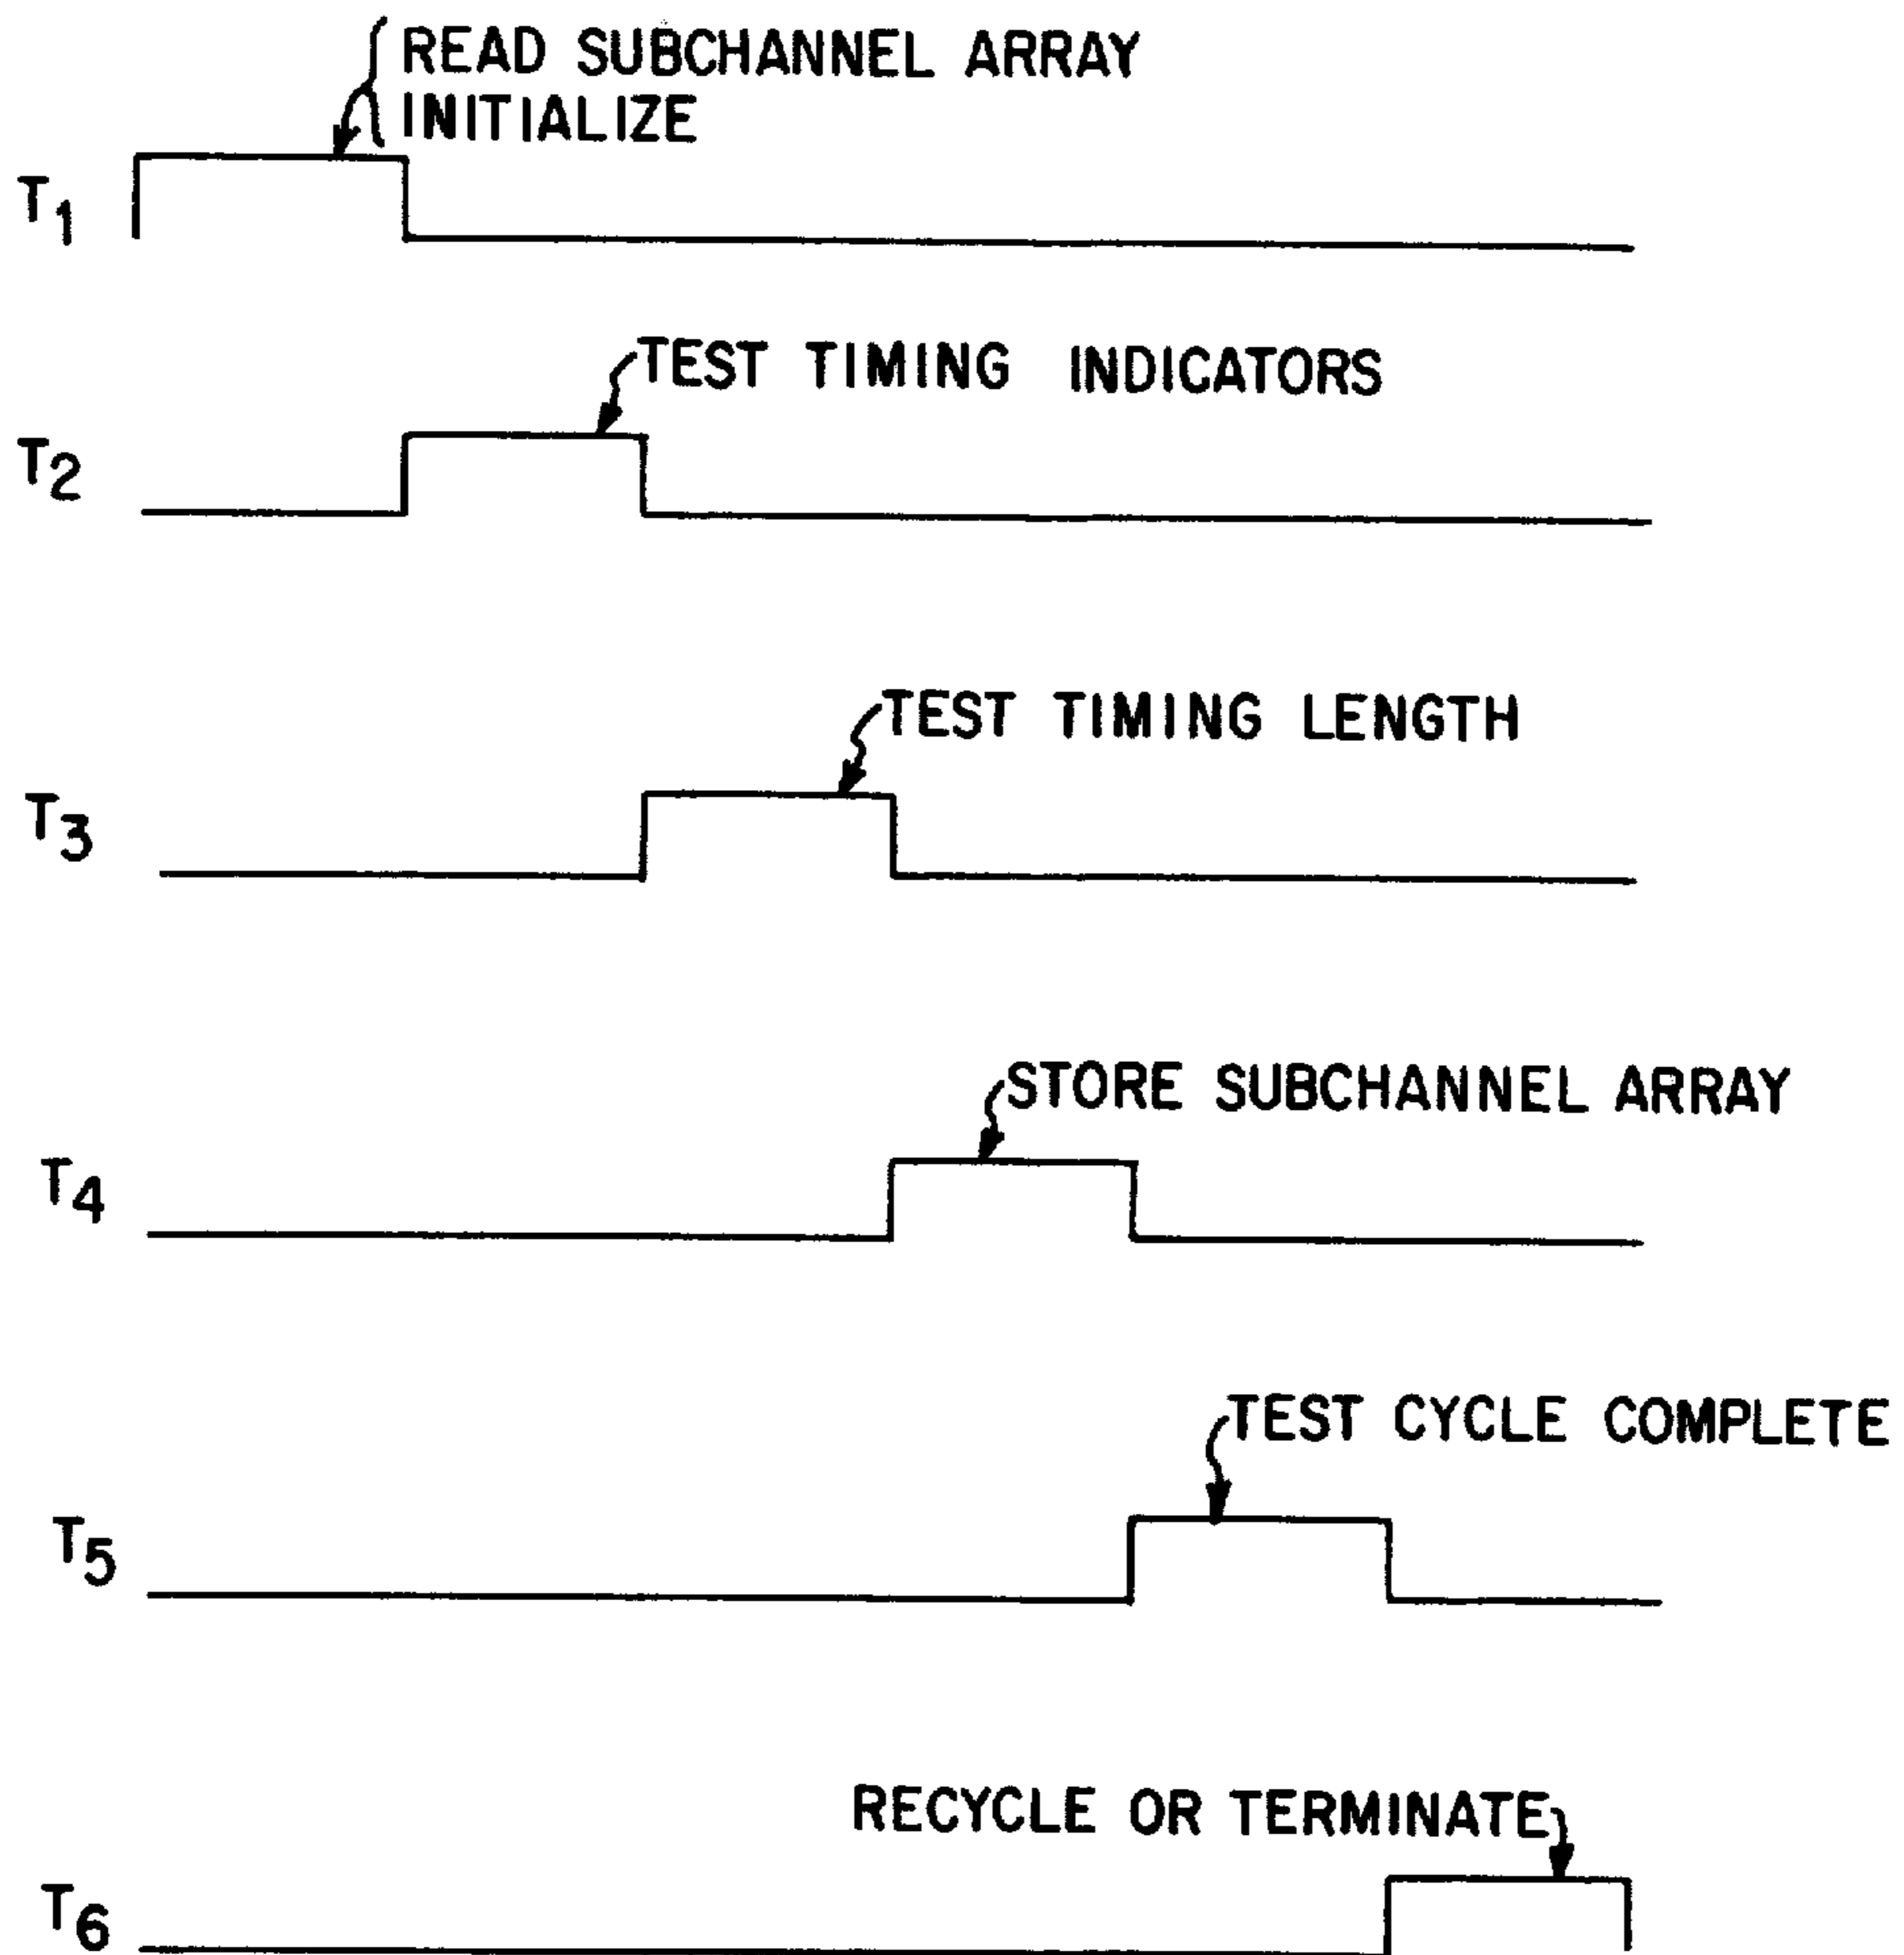 READ SUBCHANNEL ARRAY
INITIALIZE
T1
TEST TIMING INDICATORS
T2
TEST TIMING LENGTH
T3
STORE SUBCHANNEL ARRAY
T4
TEST CYCLE COMPLETE
T5
RECYCLE OR TERMINATE
T6